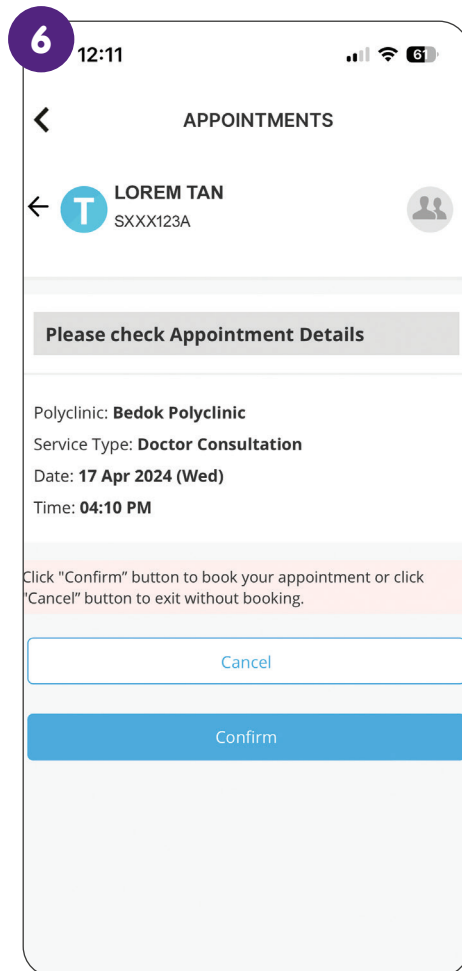 6
12:11
61
APPOINTMENTS
T
LOREM TAN
SXXX123A
Please check Appointment Details
Polyclinic: Bedok Polyclinic
Service Type: Doctor Consultation
Date: 17 Apr 2024 (Wed)
Time: 04:10 PM
Click "Confirm” button to book your appointment or click
"Cancel” button to exit without booking.
Cancel
Confirm